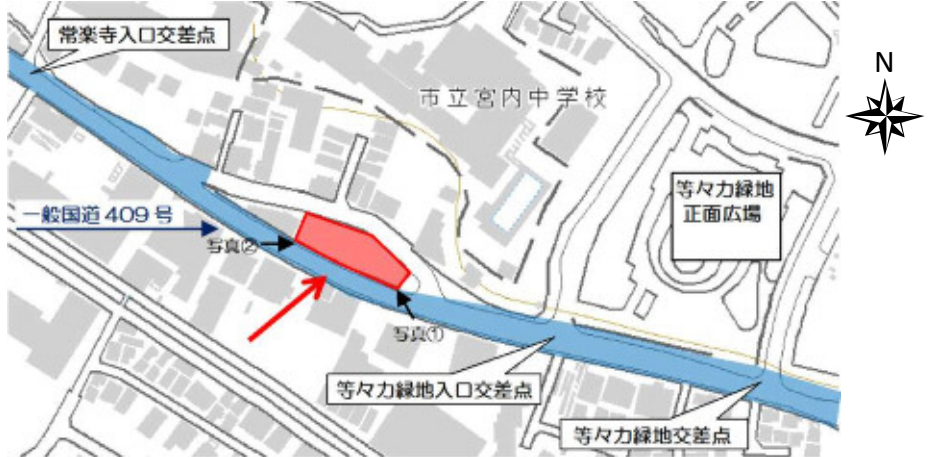 常楽寺入口交差点
N
市立宮内中学校
等々力緑地
正面広場
一般国道409号
写真②
写真①
等々力緑地入口交差点
等々力緑地交差点